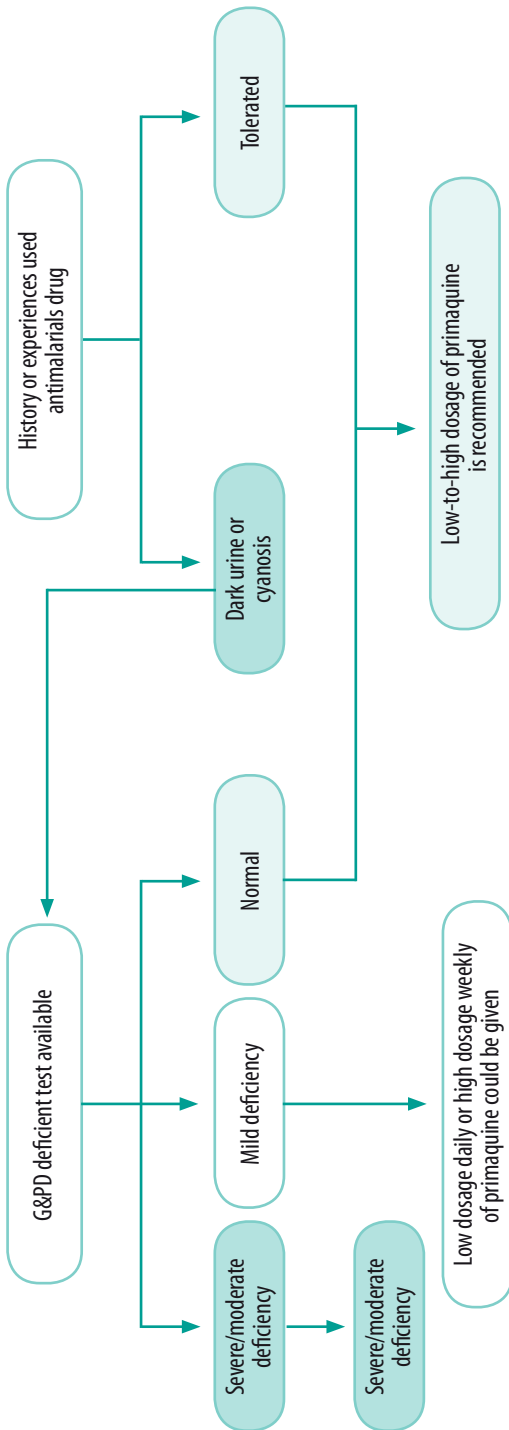 G&PD deficient test available
History or experiences used
antimalarials drug
Severe/moderate
deficiency
Mild deficiency
Normal
Dark urine or
cyanosis
Tolerated
Severe/moderate
deficiency
Low dosage daily or high dosage weekly
of primaquine could be given
Low-to-high dosage of primaquine
is recommended